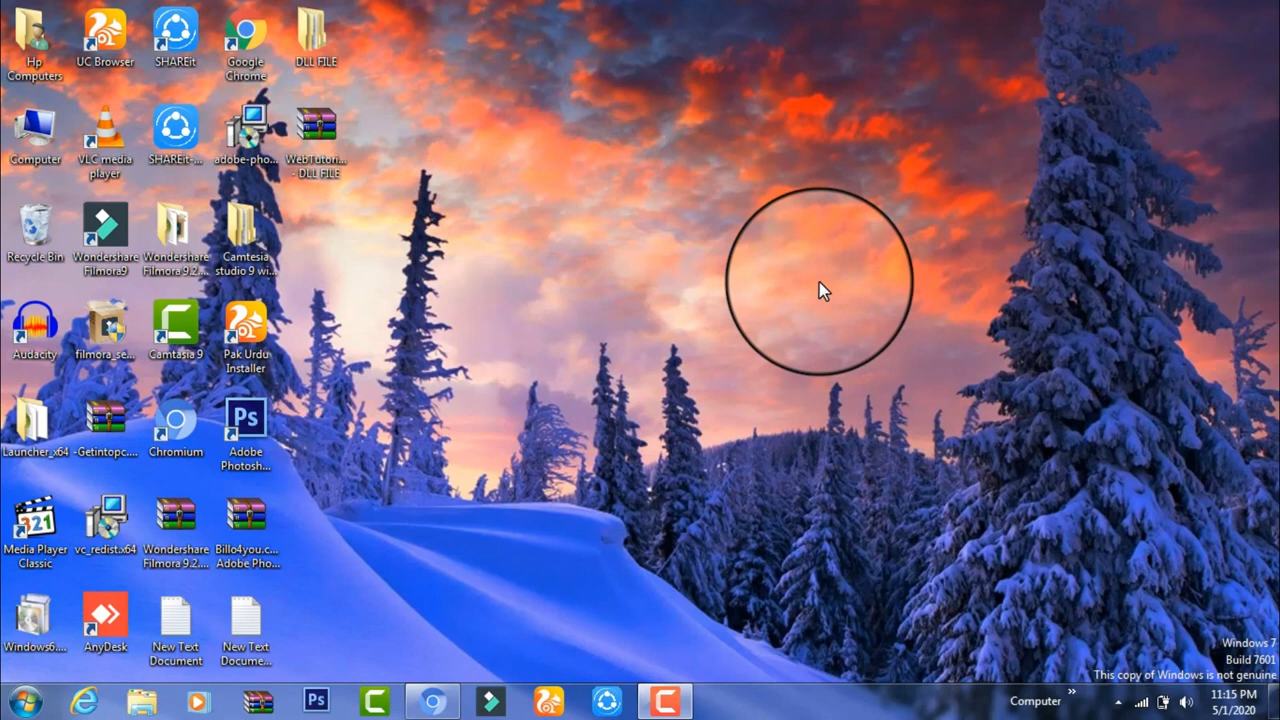 Hp
Computers
UC Browser
SHAREit
Google
Chrome
DLL FILE
Computer
VLC media
player
SHAREit-...
adobe-pho...
WebTutori...
- DLL FILE
Recycle Bin
Wondershare
Filmora9
Wondershare
Filmora 9.2....
Camtesia
studio 9 wi...
Audacity
filmora_se...
Camtasia 9
Pak Urdu
Installer
Launcher_x64
-Getintopc....
Chromium
Ps
Adobe
Photosh...
321
Media Player
Classic
vc_redist.x64
Wondershare
Filmora 9.2....
Billo4you.c...
Adobe Pho...
Windows6....
AnyDesk
New Text
Document
New Text
Docume...
Windows 7
Build 7601
This copy of Windows is not genuine
Ps
Computer
11:15 PM
5/1/2020